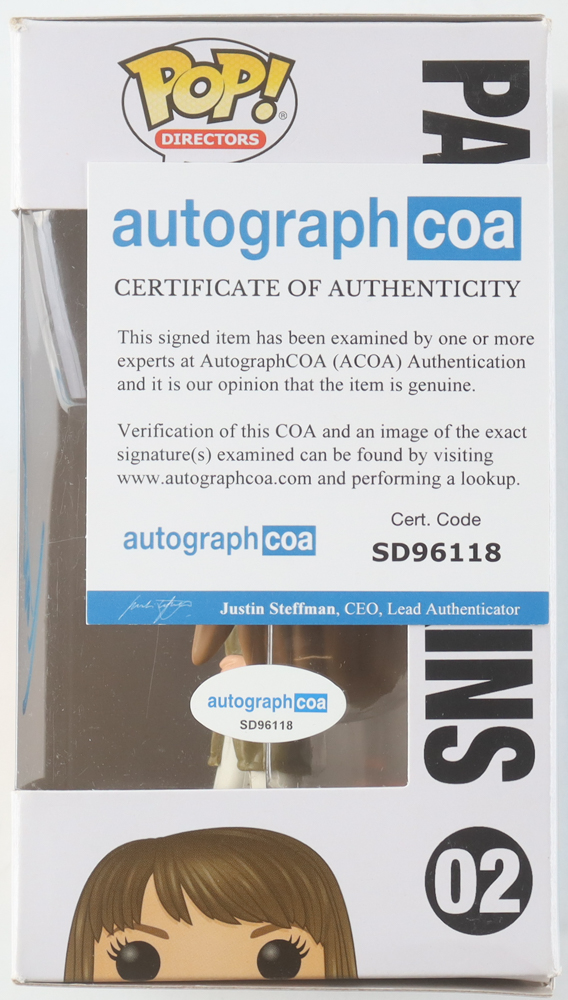 POP!
®
DIRECTORS
PA
autographcoa
CERTIFICATE OF AUTHENTICITY
This signed item has been examined by one or more
experts at AutographCOA (ACOA) Authentication
and it is our opinion that the item is genuine.
Verification of this COA and an image of the exact
signature(s) examined can be found by visiting
www.autographcoa.com and performing a lookup.
autographcoa
Cert. Code
SD96118
Justin Steffman, CEO, Lead Authenticator
autographcoa
SD96118
INS
02